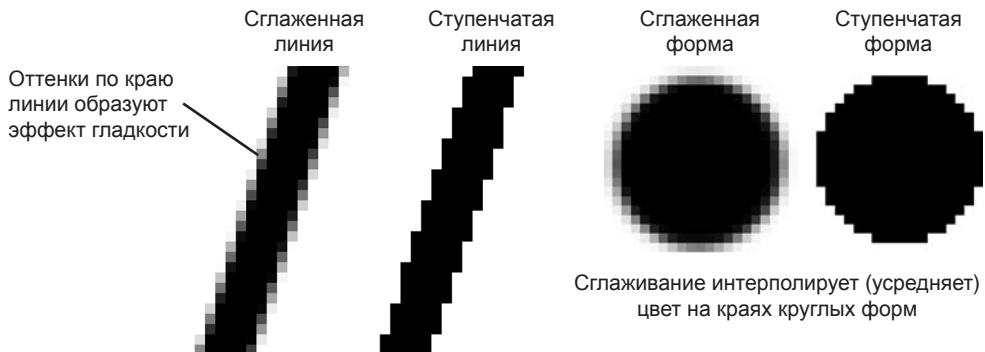 Сглаженная
линия
Ступенчатая
линия
Сглаженная
форма
Ступенчатая
форма
Оттенки по краю
линии образуют
эффект гладкости
Сглаживание интерполирует (усредняет)
цвет на краях круглых форм